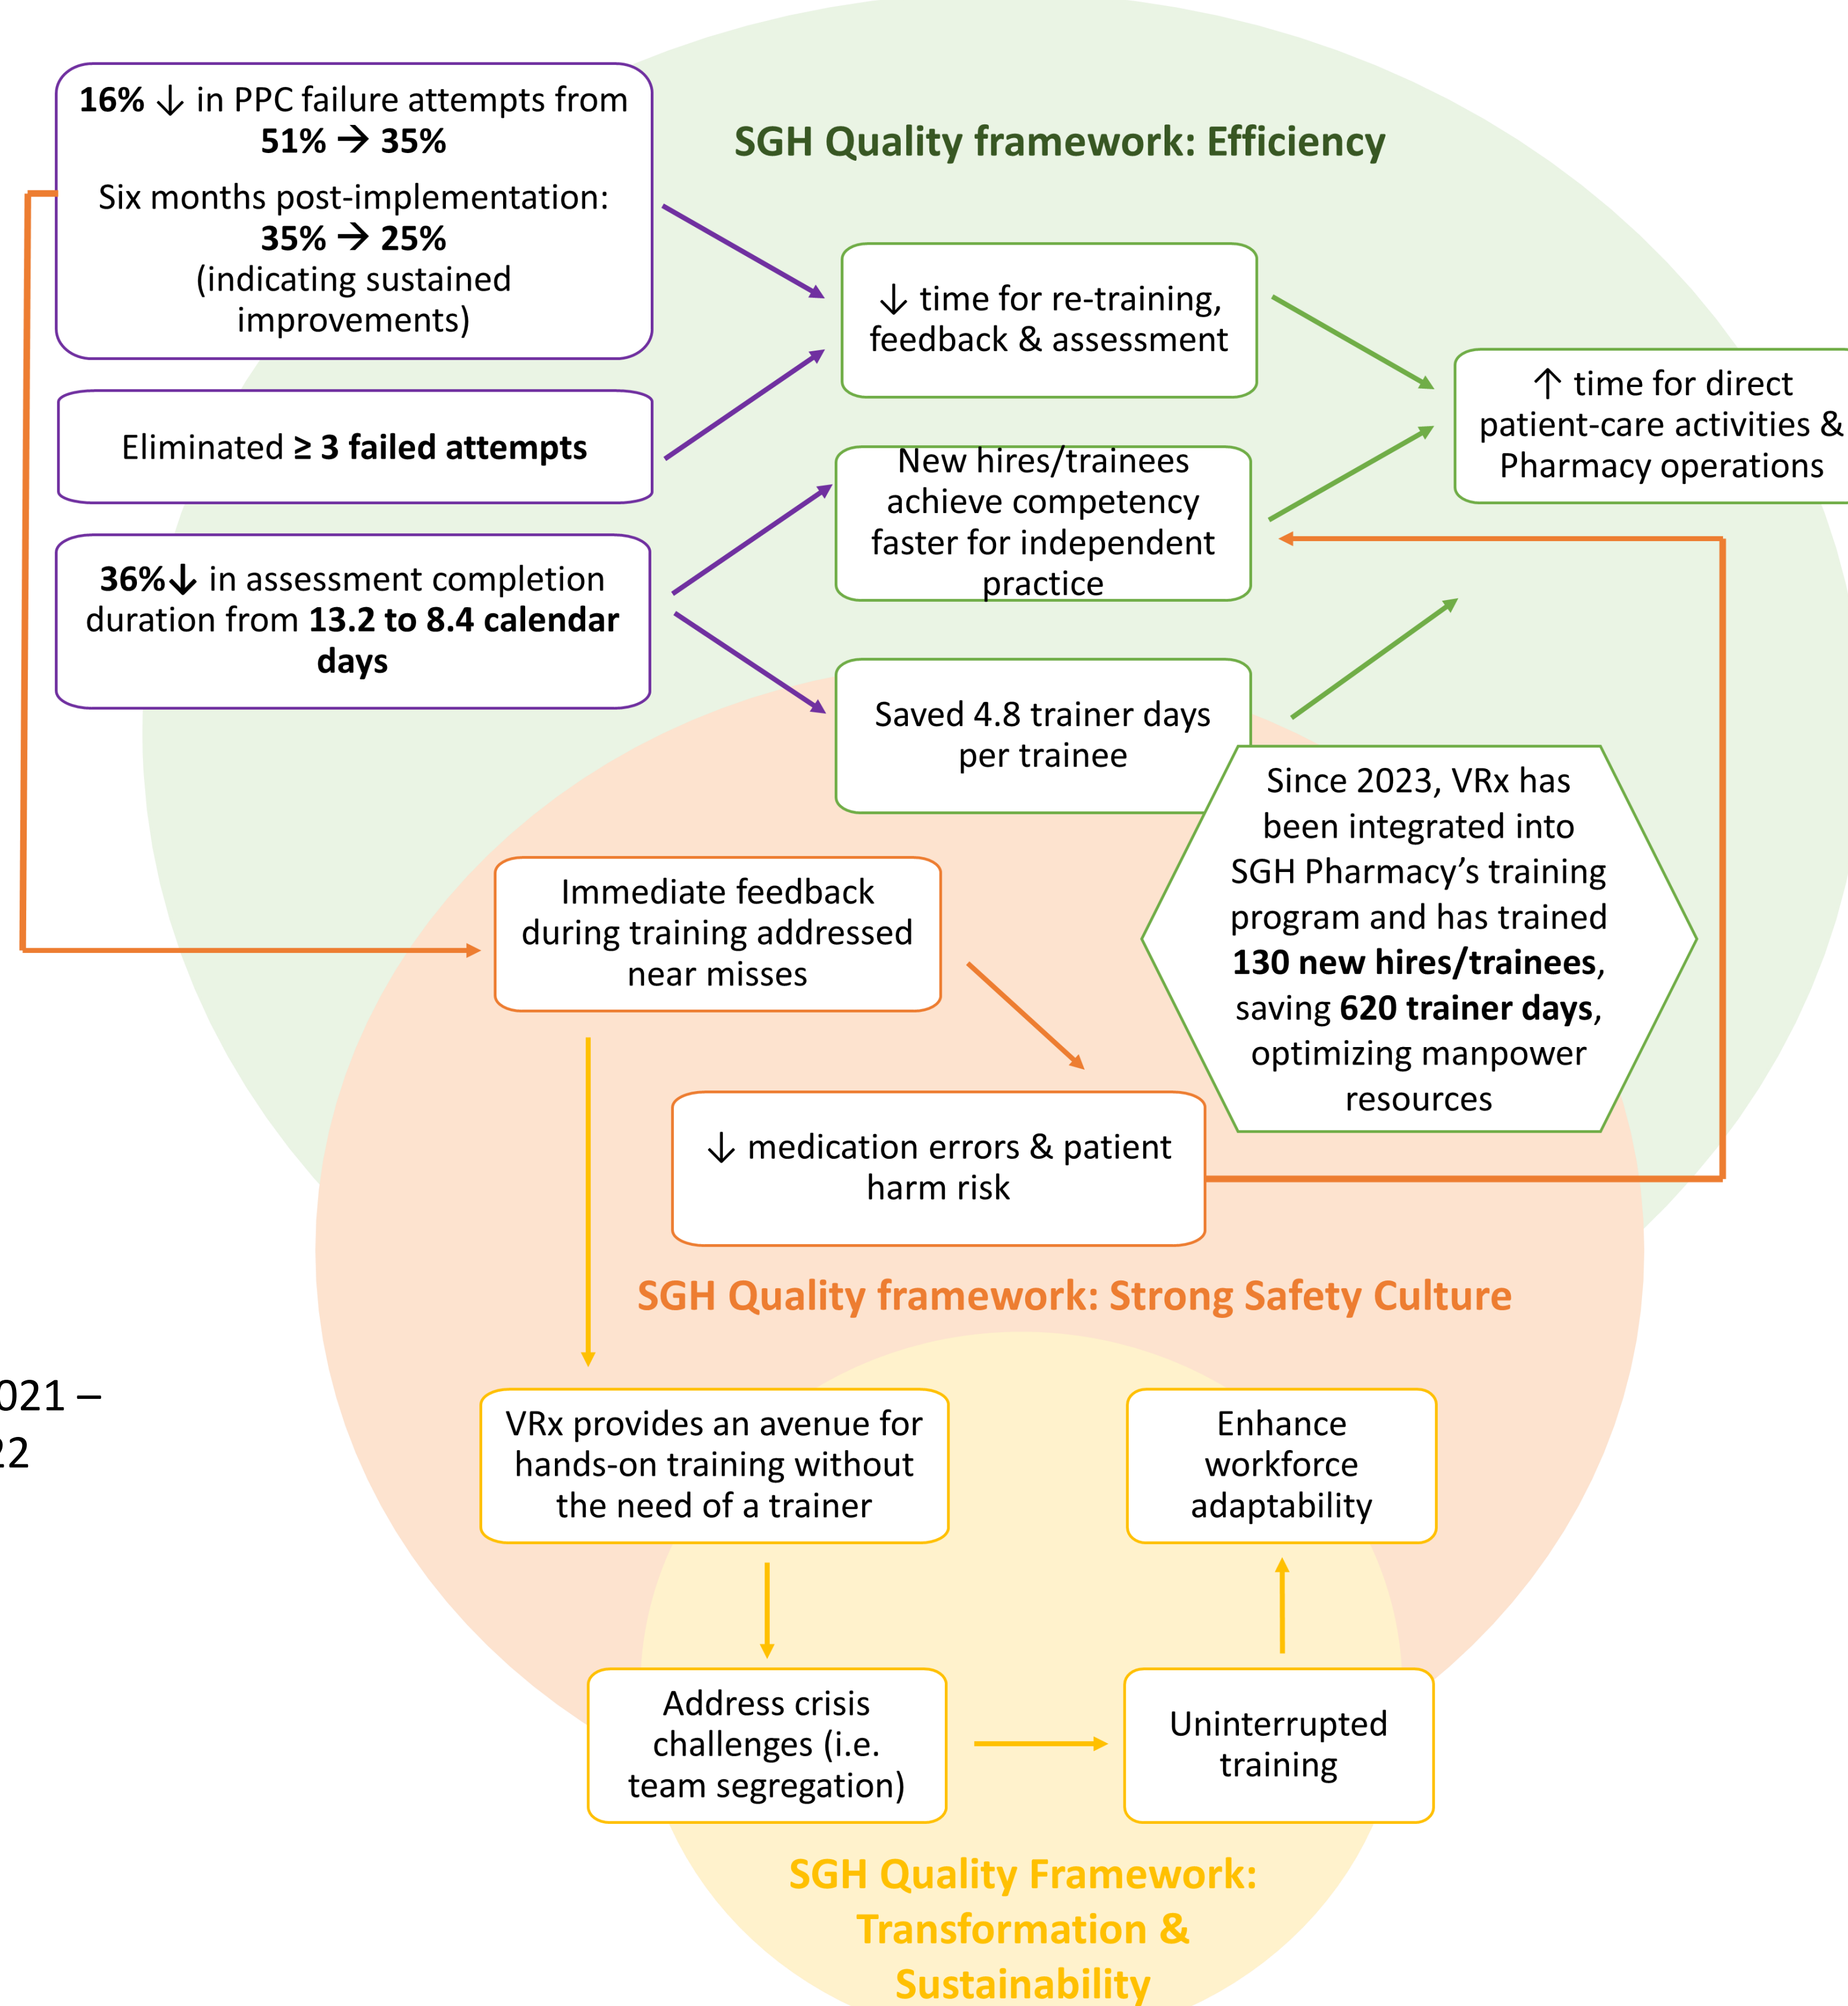 16% ↓ in PPC failure attempts from
51% → 35%
Six months post-implementation:
35% → 25%
(indicating sustained
improvements)
SGH Quality framework: Efficiency
↓ time for re-training,
feedback & assessment
↑ time for direct
patient-care activities &
Pharmacy operations
Eliminated ≥ 3 failed attempts
New hires/trainees
achieve competency
faster for independent
practice
36%↓ in assessment completion
duration from 13.2 to 8.4 calendar
days
Saved 4.8 trainer days
per trainee
Since 2023, VRx has
been integrated into
SGH Pharmacy’s training
program and has trained
130 new hires/trainees,
saving 620 trainer days,
optimizing manpower
resources
Immediate feedback
during training addressed
near misses
↓ medication errors & patient
harm risk
SGH Quality framework: Strong Safety Culture
021 –
22
VRx provides an avenue for
hands-on training without
the need of a trainer
Enhance
workforce
adaptability
Address crisis
challenges (i.e.
team segregation)
Uninterrupted
training
SGH Quality Framework:
Transformation &
Sustainability